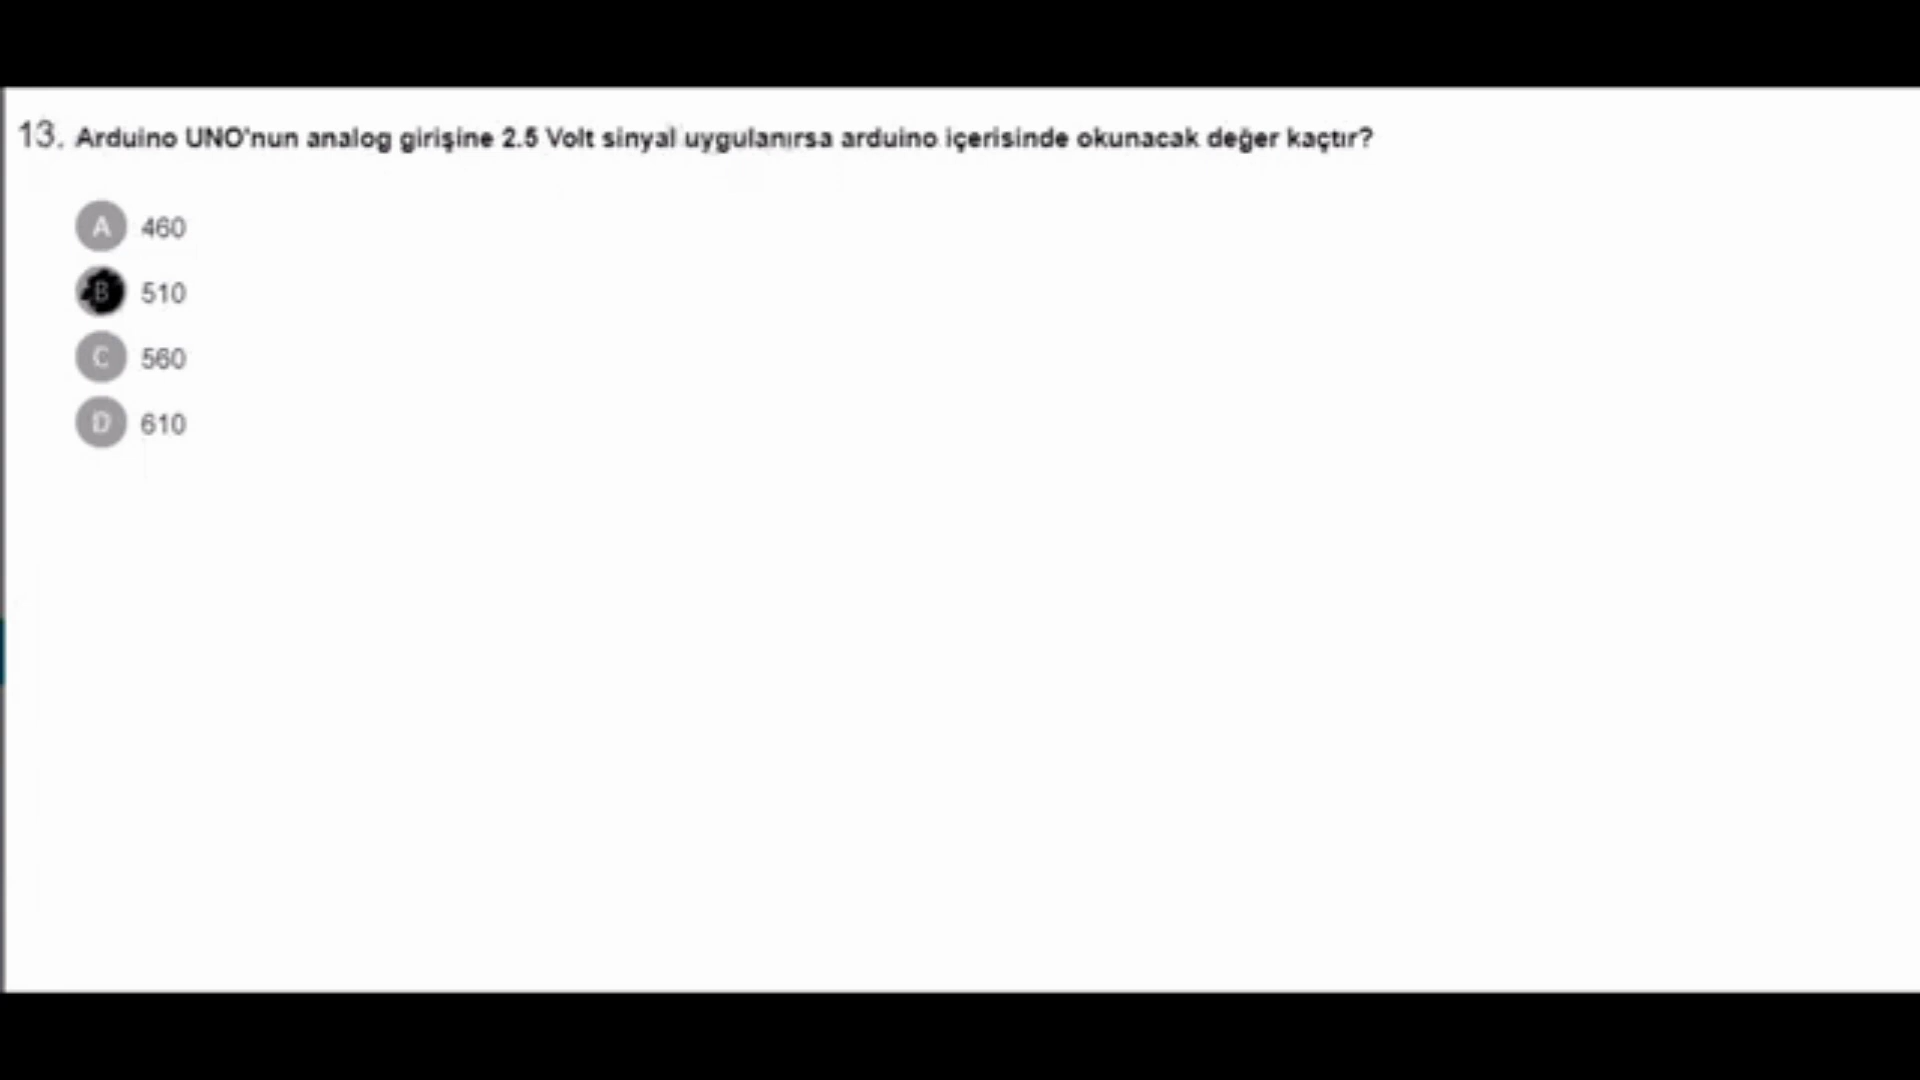 13. Arduino UNO'nun analog girişine 2.5 Volt sinyal uygulanırsa arduino içerisinde okunacak değer kaçtır?
A 460
B 510
C 560
D 610